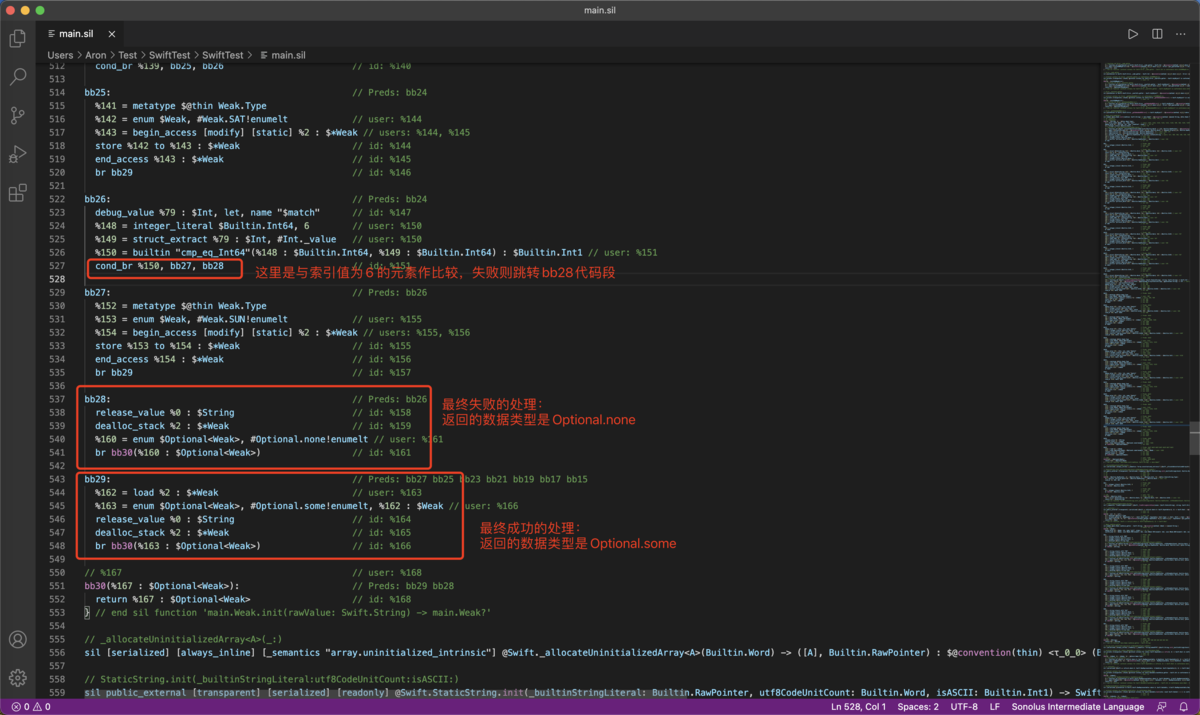 main.sil
main.sil
Users > Aron > Test > SwiftTest > SwiftTest > main.sil
512 cond_br %139, bb25, bb26 // id: %140
513
514 bb25: // Preds: bb24
515 %141 = metatype $@thin Weak.Type
516 %142 = enum $Weak, #Weak.SAT!enumelt // user: %144
517 %143 = begin_access [modify] [static] %2 : $*Weak // users: %144, %145
518 store %142 to %143 : $*Weak // id: %144
519 end_access %143 : $*Weak // id: %145
520 br bb29 // id: %146
521
522 bb26: // Preds: bb24
523 debug_value %79 : $Int, let, name "$match" // id: %147
524 %148 = integer_literal $Builtin.Int64, 6 // user: %150
525 %149 = struct_extract %79 : $Int, #Int._value // user: %150
526 %150 = builtin "cmp_eq_Int64"(%148 : $Builtin.Int64, %149 : $Builtin.Int64) : $Builtin.Int1 // user: %151
527 cond_br %150, bb27, bb28 // id: %151
这里是与索引值为 6 的元素作比较，失败则跳转 bb28 代码段
528
529 bb27: // Preds: bb26
530 %152 = metatype $@thin Weak.Type
531 %153 = enum $Weak, #Weak.SUN!enumelt // user: %155
532 %154 = begin_access [modify] [static] %2 : $*Weak // users: %155, %156
533 store %153 to %154 : $*Weak // id: %155
534 end_access %154 : $*Weak // id: %156
535 br bb29 // id: %157
536
537 bb28: // Preds: bb26
538 release_value %0 : $String // id: %158
539 dealloc_stack %2 : $*Weak // id: %159
540 %160 = enum $Optional<Weak>, #Optional.none!enumelt // user: %161
541 br bb30(%160 : $Optional<Weak>) // id: %161
最终失败的处理：
返回的数据类型是 Optional.none
542
543 bb29: // Preds: bb27 bb25 bb23 bb21 bb19 bb17 bb15
544 %162 = load %2 : $*Weak // user: %163
545 %163 = enum $Optional<Weak>, #Optional.some!enumelt, %162 : $Weak // user: %166
546 release_value %0 : $String // id: %164
547 dealloc_stack %2 : $*Weak // id: %165
548 br bb30(%163 : $Optional<Weak>) // id: %166
最终成功的处理：
返回的数据类型是 Optional.some
549
550 // %167 // user: %168
551 bb30(%167 : $Optional<Weak>): // Preds: bb29 bb28
552 return %167 : $Optional<Weak> // id: %168
553 } // end sil function 'main.Weak.init(rawValue: Swift.String) -> main.Weak?'
554
555 // _allocateUninitializedArray<A>(_:)
556 sil [serialized] [always_inline] [_semantics "array.uninitialized_intrinsic"] @Swift._allocateUninitializedArray<A>(Builtin.Word) -> ([A], Builtin.RawPointer) : $@convention(thin) <τ_0_0> (B
557
558 // StaticString.init(_builtinStringLiteral:utf8CodeUnitCount:isASCII:)
559 sil public_external [transparent] [serialized] [readonly] @Swift.StaticString.init(_builtinStringLiteral: Builtin.RawPointer, utf8CodeUnitCount: Builtin.Word, isASCII: Builtin.Int1) -> Swift
0 0 Ln 528, Col 1 Spaces: 2 UTF-8 LF Sonolus Intermediate Language